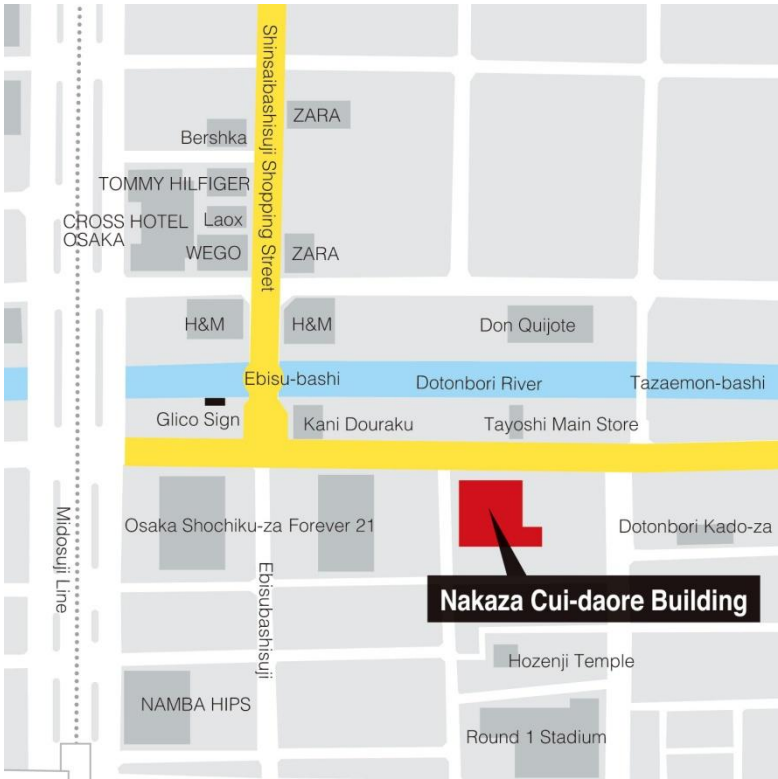 Shinsaibashisuji Shopping Street
ZARA
Bershka
TOMMY HILFIGER
CROSS HOTEL
OSAKA
Laox
WEGO
ZARA
H&M
H&M
Don Quijote
Ebisu-bashi
Dotonbori River
Tazaemon-bashi
Glico Sign
Kani Douraku
Tayoshi Main Store
Midosuji Line
Osaka Shochiku-za
Forever 21
Ebisubashisuji
Dotonbori Kado-za
Nakaza Cui-daore Building
Hozenji Temple
NAMBA HIPS
Round 1 Stadium